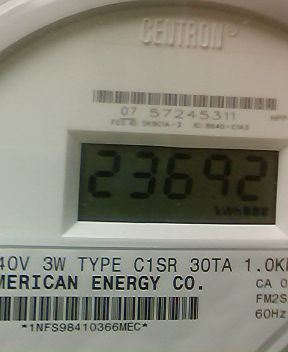 CENTRON
07 57245311
23692
kWh
40V 3W TYPE C1SR 30TA 1.0K
MERICAN ENERGY CO.
CA 0
FM2S
60Hz
*1NFS98410366MEC*